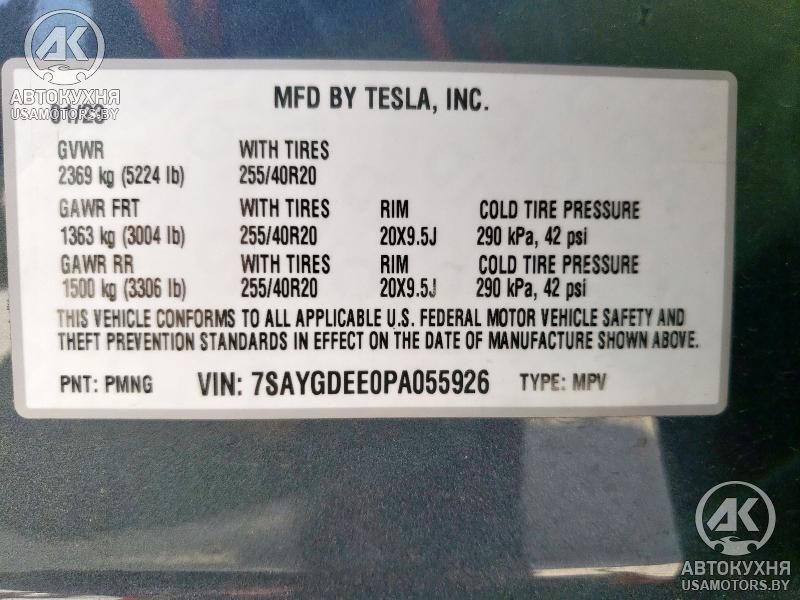 AK
АВТОКУХНЯ
USAMOTORS.BY
01/23
MFD BY TESLA, INC.
GVWR WITH TIRES
2369 kg (5224 lb) 255/40R20
GAWR FRT WITH TIRES RIM COLD TIRE PRESSURE
1363 kg (3004 lb) 255/40R20 20X9.5J 290 kPa, 42 psi
GAWR RR WITH TIRES RIM COLD TIRE PRESSURE
1500 kg (3306 lb) 255/40R20 20X9.5J 290 kPa, 42 psi
THIS VEHICLE CONFORMS TO ALL APPLICABLE U.S. FEDERAL MOTOR VEHICLE SAFETY AND
THEFT PREVENTION STANDARDS IN EFFECT ON THE DATE OF MANUFACTURE SHOWN ABOVE.
PNT: PMNG VIN: 7SAYGDEE0PA055926 TYPE: MPV
AK
АВТОКУХНЯ
USAMOTORS.BY